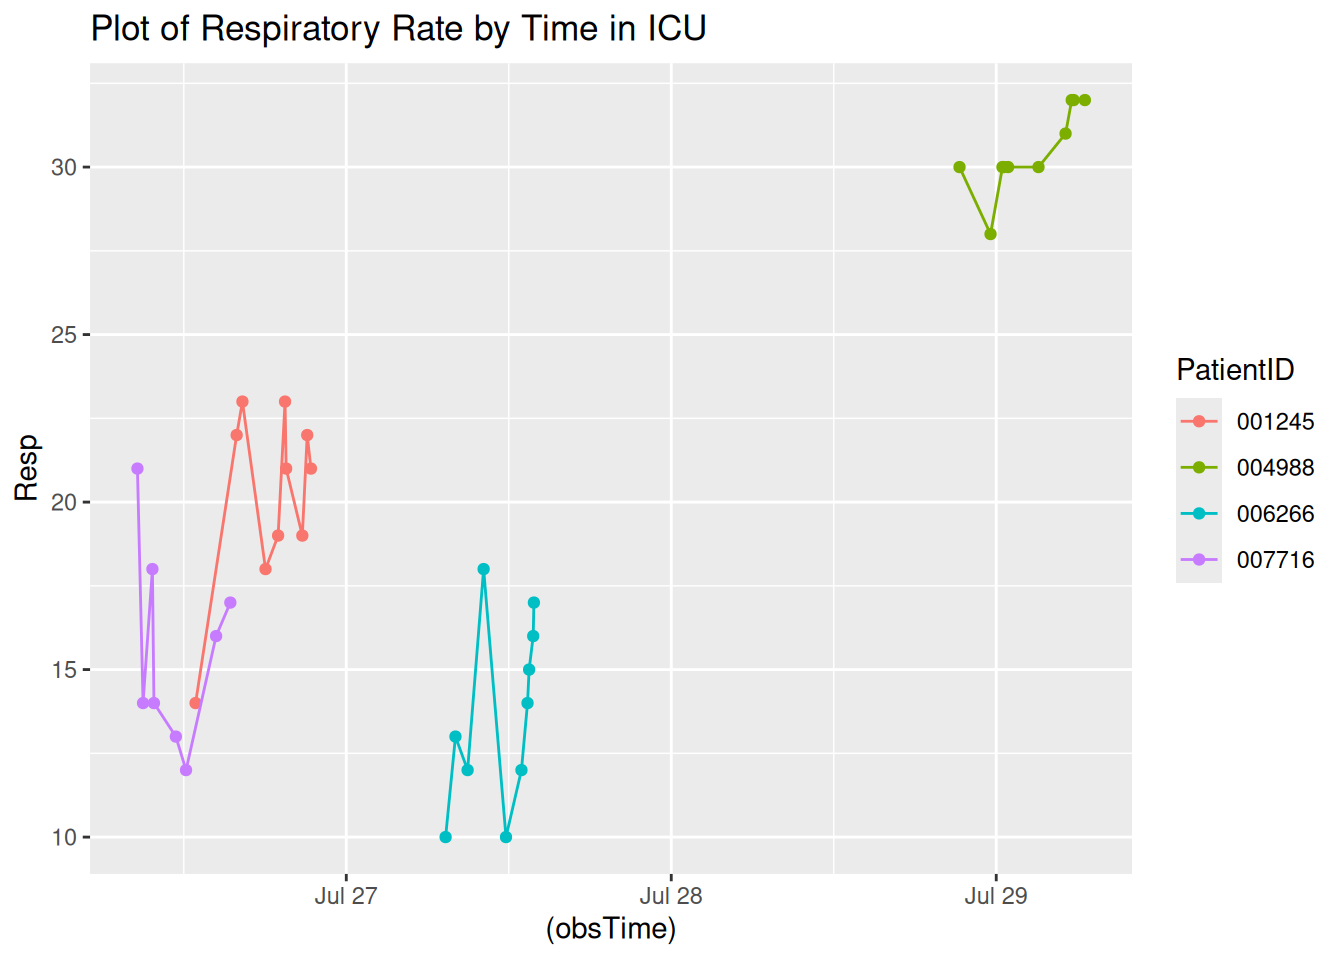 Plot of Respiratory Rate by Time in ICU
Resp
30
25
20
15
10
Jul 27
Jul 28
Jul 29
(obsTime)
PatientID
001245
004988
006266
007716